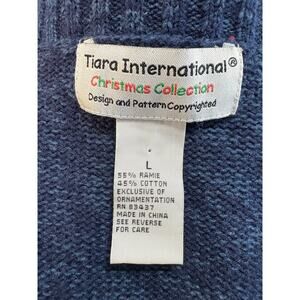 Tiara International®
Christmas Collection
Design and Pattern Copyrighted
L
55% RAMIE
45% COTTON
EXCLUSIVE OF
ORNAMENTATION
RN 83437
MADE IN CHINA
SEE REVERSE
FOR CARE